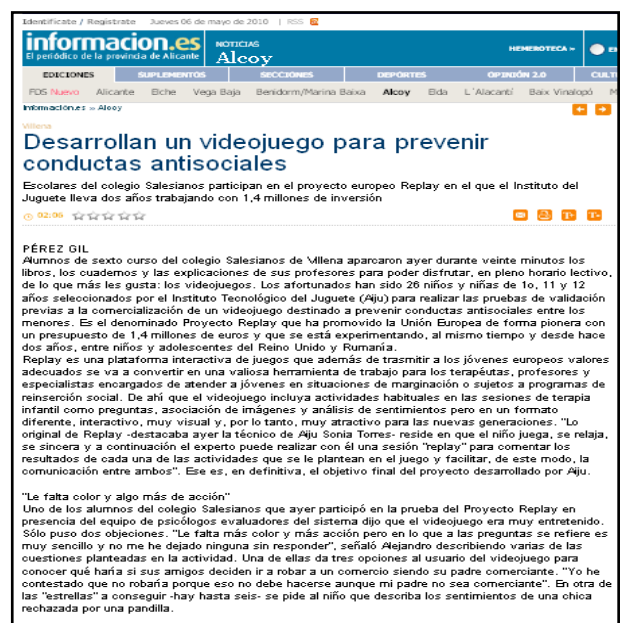 Identifícate / Regístrate Jueves 06 de mayo de 2010 | RSS
informacion.es NOTICIAS
El periódico de la provincia de Alicante Alcoy HEMEROTECA »
EDICIONES SUPLEMENTOS SECCIONES DEPORTES OPINIÓN 2.0
FDS Nuevo Alicante Elche Vega Baja Benidorm/Marina Baixa Alcoy Elda L'Alacantí Baix Vinalopó
Información.es » Alcoy
Villena
Desarrollan un videojuego para prevenir
conductas antisociales
Escolares del colegio Salesianos participan en el proyecto europeo Replay en el que el Instituto del
Juguete lleva dos años trabajando con 1,4 millones de inversión
02:06
PÉREZ GIL
Alumnos de sexto curso del colegio Salesianos de Villena aparcaron ayer durante veinte minutos los
libros, los cuadernos y las explicaciones de sus profesores para poder disfrutar, en pleno horario lectivo,
de lo que más les gusta: los videojuegos. Los afortunados han sido 26 niños y niñas de 1o, 11 y 12
años seleccionados por el Instituto Tecnológico del Juguete (Aiju) para realizar las pruebas de validación
previas a la comercialización de un videojuego destinado a prevenir conductas antisociales entre los
menores. Es el denominado Proyecto Replay que ha promovido la Unión Europea de forma pionera con
un presupuesto de 1,4 millones de euros y que se está experimentando, al mismo tiempo y desde hace
dos años, entre niños y adolescentes del Reino Unido y Rumanía.
Replay es una plataforma interactiva de juegos que además de trasmitir a los jóvenes europeos valores
adecuados se va a convertir en una valiosa herramienta de trabajo para los terapéutas, profesores y
especialistas encargados de atender a jóvenes en situaciones de marginación o sujetos a programas de
reinserción social. De ahí que el videojuego incluya actividades habituales en las sesiones de terapia
infantil como preguntas, asociación de imágenes y análisis de sentimientos pero en un formato
diferente, interactivo, muy visual y, por lo tanto, muy atractivo para las nuevas generaciones. "Lo
original de Replay -destacaba ayer la técnico de Aiju Sonia Torres- reside en que el niño juega, se relaja,
se sincera y a continuación el experto puede realizar con él una sesión "replay" para comentar los
resultados de cada una de las actividades que se le plantean en el juego y facilitar, de este modo, la
comunicación entre ambos". Ese es, en definitiva, el objetivo final del proyecto desarrollado por Aiju.
"Le falta color y algo más de acción"
Uno de los alumnos del colegio Salesianos que ayer participó en la prueba del Proyecto Replay en
presencia del equipo de psicólogos evaluadores del sistema dijo que el videojuego era muy entretenido.
Sólo puso dos objeciones. "Le falta más color y más acción pero en lo que a las preguntas se refiere es
muy sencillo y no me he dejado ninguna sin responder", señaló Alejandro describiendo varias de las
cuestiones planteadas en la actividad. Una de ellas da tres opciones al usuario del videojuego para
conocer qué haría si sus amigos deciden ir a robar a un comercio siendo su padre comerciante. "Yo he
contestado que no robaría porque eso no debe hacerse aunque mi padre no sea comerciante". En otra de
las "estrellas" a conseguir -hay hasta seis- se pide al niño que describa los sentimientos de una chica
rechazada por una pandilla.